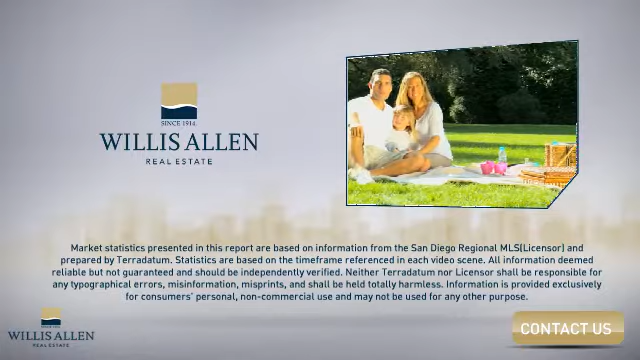 SINCE 1914.
WILLIS ALLEN
REAL ESTATE
Market statistics presented in this report are based on information from the San Diego Regional MLS(Licensor) and
prepared by Terradatum. Statistics are based on the timeframe referenced in each video scene. All information deemed
reliable but not guaranteed and should be independently verified. Neither Terradatum nor Licensor shall be responsible for
any typographical errors, misinformation, misprints, and shall be held totally harmless. Information is provided exclusively
for consumers' personal, non-commercial use and may not be used for any other purpose.
WILLIS ALLEN
REAL ESTATE
CONTACT US